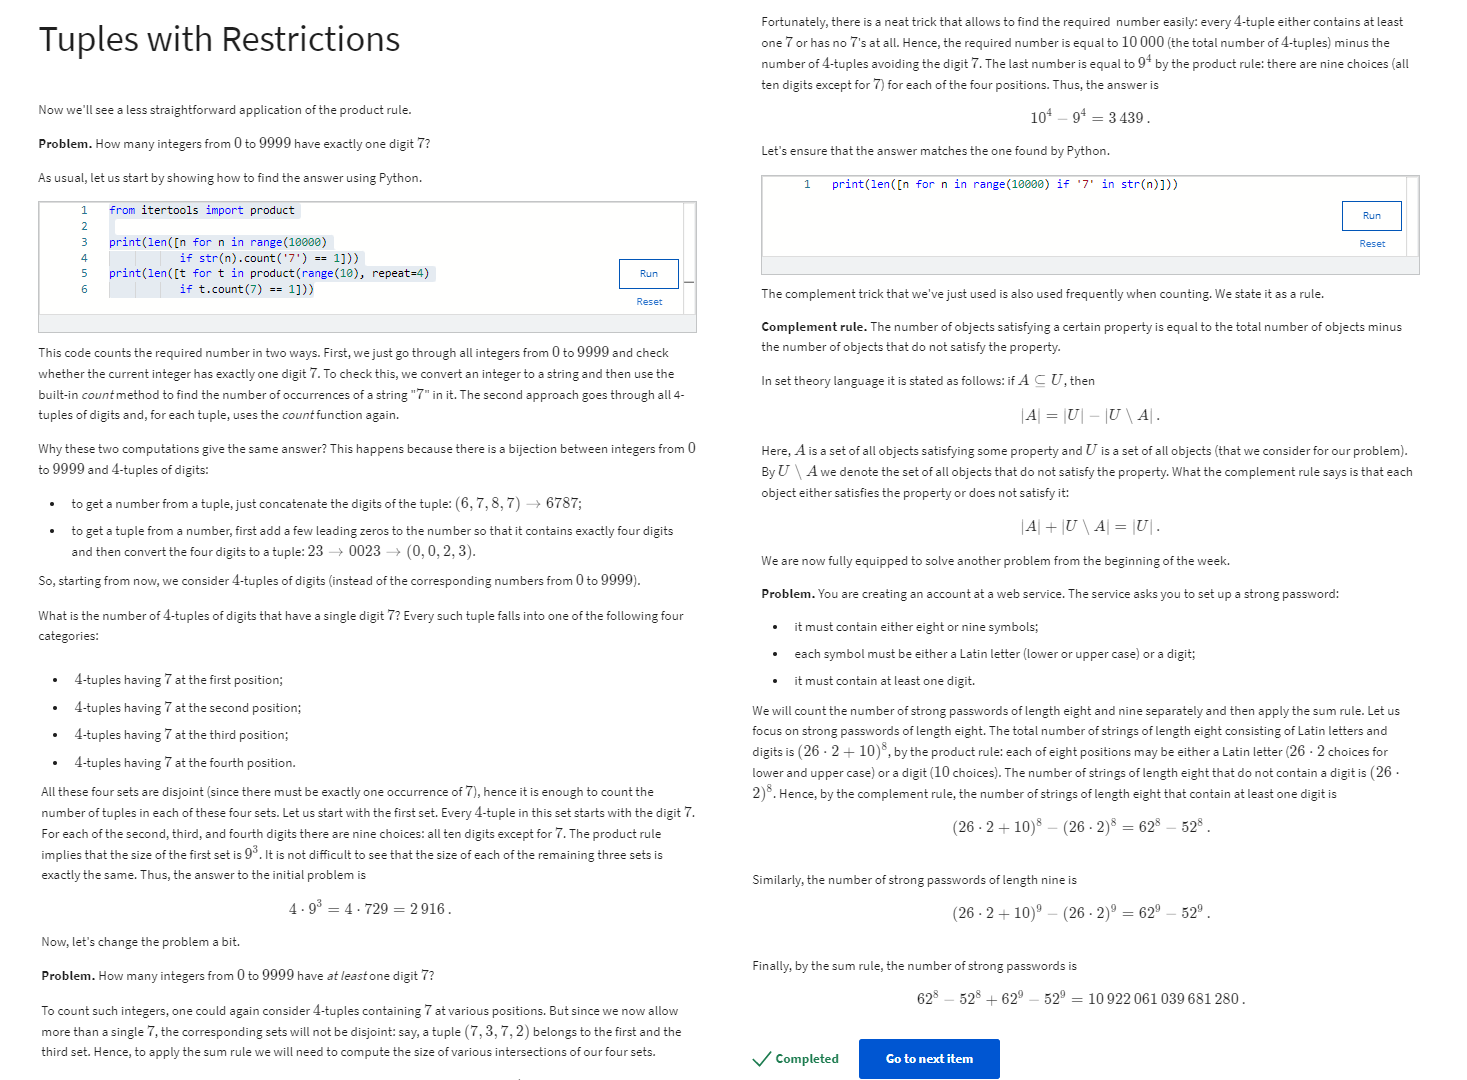 Tuples with Restrictions
Now we'll see a less straightforward application of the product rule.
Problem. How many integers from 0 to 9999 have exactly one digit 7?
As usual, let us start by showing how to find the answer using Python.
1 from itertools import product
2
3 print(len([n for n in range(10000)
4 if str(n).count('7') == 1]))
5 print(len([t for t in product(range(10), repeat=4)
6 if t.count(7) == 1]))
Run
Reset
This code counts the required number in two ways. First, we just go through all integers from 0 to 9999 and check
whether the current integer has exactly one digit 7. To check this, we convert an integer to a string and then use the
built-in count method to find the number of occurrences of a string "7" in it. The second approach goes through all 4-
tuples of digits and, for each tuple, uses the count function again.
Why these two computations give the same answer? This happens because there is a bijection between integers from 0
to 9999 and 4-tuples of digits:
• to get a number from a tuple, just concatenate the digits of the tuple: (6, 7, 8, 7) → 6787;
• to get a tuple from a number, first add a few leading zeros to the number so that it contains exactly four digits
and then convert the four digits to a tuple: 23 → 0023 → (0, 0, 2, 3).
So, starting from now, we consider 4-tuples of digits (instead of the corresponding numbers from 0 to 9999).
What is the number of 4-tuples of digits that have a single digit 7? Every such tuple falls into one of the following four
categories:
• 4-tuples having 7 at the first position;
• 4-tuples having 7 at the second position;
• 4-tuples having 7 at the third position;
• 4-tuples having 7 at the fourth position.
All these four sets are disjoint (since there must be exactly one occurrence of 7), hence it is enough to count the
number of tuples in each of these four sets. Let us start with the first set. Every 4-tuple in this set starts with the digit 7.
For each of the second, third, and fourth digits there are nine choices: all ten digits except for 7. The product rule
implies that the size of the first set is 9³. It is not difficult to see that the size of each of the remaining three sets is
exactly the same. Thus, the answer to the initial problem is
4 · 9³ = 4 · 729 = 2 916 .
Now, let's change the problem a bit.
Problem. How many integers from 0 to 9999 have at least one digit 7?
To count such integers, one could again consider 4-tuples containing 7 at various positions. But since we now allow
more than a single 7, the corresponding sets will not be disjoint: say, a tuple (7, 3, 7, 2) belongs to the first and the
third set. Hence, to apply the sum rule we will need to compute the size of various intersections of our four sets.
Fortunately, there is a neat trick that allows to find the required number easily: every 4-tuple either contains at least
one 7 or has no 7's at all. Hence, the required number is equal to 10 000 (the total number of 4-tuples) minus the
number of 4-tuples avoiding the digit 7. The last number is equal to 9⁴ by the product rule: there are nine choices (all
ten digits except for 7) for each of the four positions. Thus, the answer is
10⁴ − 9⁴ = 3 439 .
Let's ensure that the answer matches the one found by Python.
1 print(len([n for n in range(10000) if '7' in str(n)]))
Run
Reset
The complement trick that we've just used is also used frequently when counting. We state it as a rule.
Complement rule. The number of objects satisfying a certain property is equal to the total number of objects minus
the number of objects that do not satisfy the property.
In set theory language it is stated as follows: if A ⊆ U, then
|A| = |U| − |U \ A| .
Here, A is a set of all objects satisfying some property and U is a set of all objects (that we consider for our problem).
By U \ A we denote the set of all objects that do not satisfy the property. What the complement rule says is that each
object either satisfies the property or does not satisfy it:
|A| + |U \ A| = |U| .
We are now fully equipped to solve another problem from the beginning of the week.
Problem. You are creating an account at a web service. The service asks you to set up a strong password:
• it must contain either eight or nine symbols;
• each symbol must be either a Latin letter (lower or upper case) or a digit;
• it must contain at least one digit.
We will count the number of strong passwords of length eight and nine separately and then apply the sum rule. Let us
focus on strong passwords of length eight. The total number of strings of length eight consisting of Latin letters and
digits is (26 · 2 + 10)⁸, by the product rule: each of eight positions may be either a Latin letter (26 · 2 choices for
lower and upper case) or a digit (10 choices). The number of strings of length eight that do not contain a digit is (26 ·
2)⁸. Hence, by the complement rule, the number of strings of length eight that contain at least one digit is
(26 · 2 + 10)⁸ − (26 · 2)⁸ = 62⁸ − 52⁸ .
Similarly, the number of strong passwords of length nine is
(26 · 2 + 10)⁹ − (26 · 2)⁹ = 62⁹ − 52⁹ .
Finally, by the sum rule, the number of strong passwords is
62⁸ − 52⁸ + 62⁹ − 52⁹ = 10 922 061 039 681 280 .
Completed
Go to next item